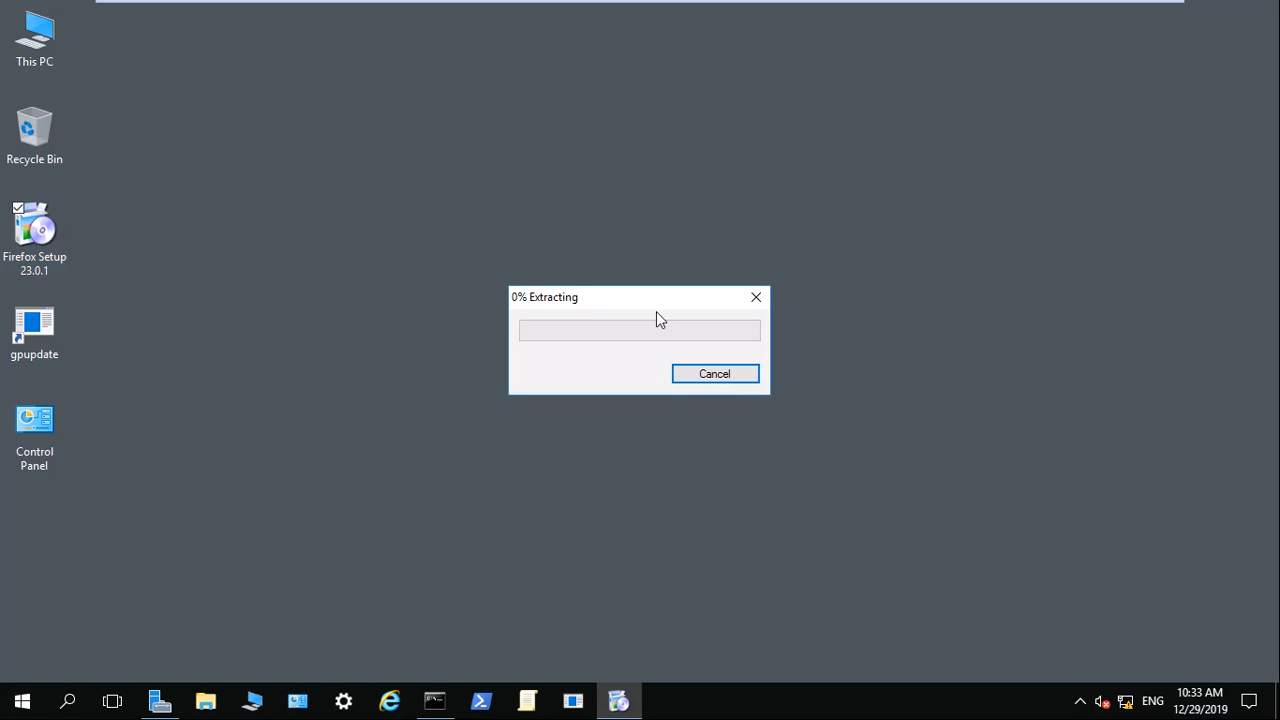 This PC
Recycle Bin
Firefox Setup
23.0.1
gpupdate
Control
Panel
0% Extracting
Cancel
ENG
10:33 AM
12/29/2019